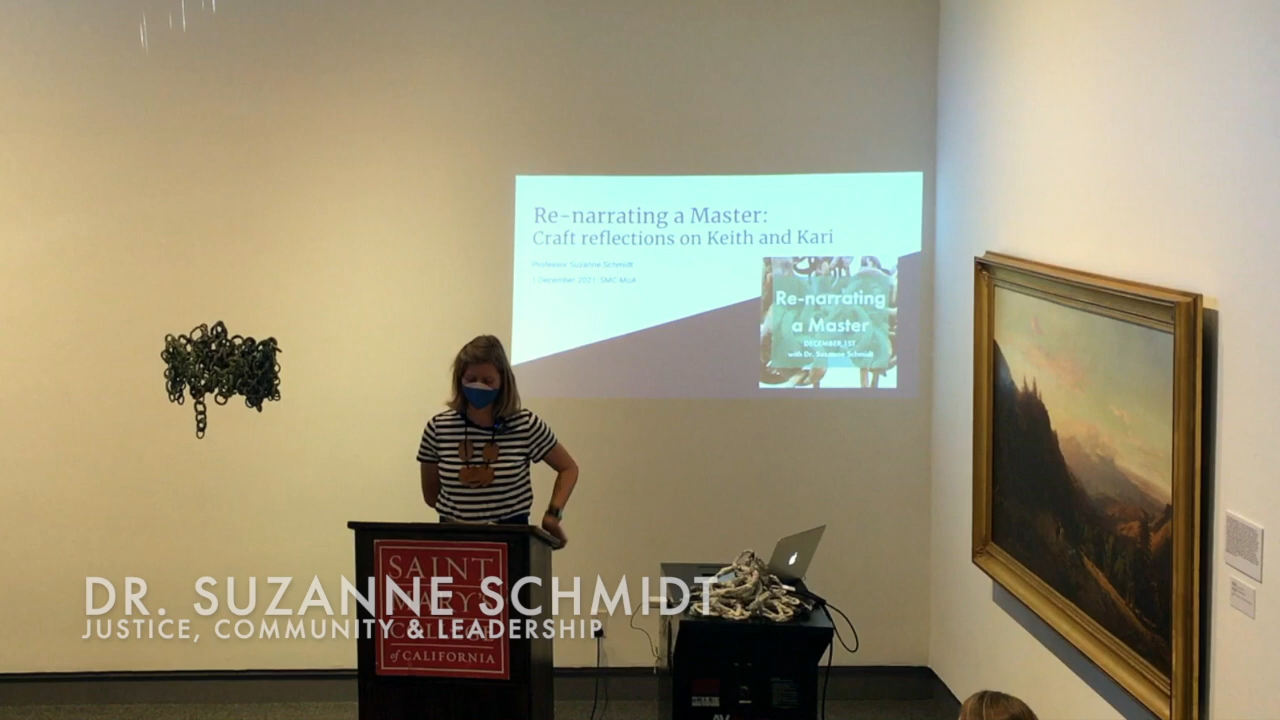 Re-narrating a Master:
Craft reflections on Keith and Kari
Professor Suzanne Schmidt
1 December 2021, SMC MoA
Re-narrating
a Master
DECEMBER 1ST
with Dr. Suzanne Schmidt
SAINT
MARY'S
COLLEGE
of CALIFORNIA
DR. SUZANNE SCHMIDT
JUSTICE, COMMUNITY & LEADERSHIP
AV